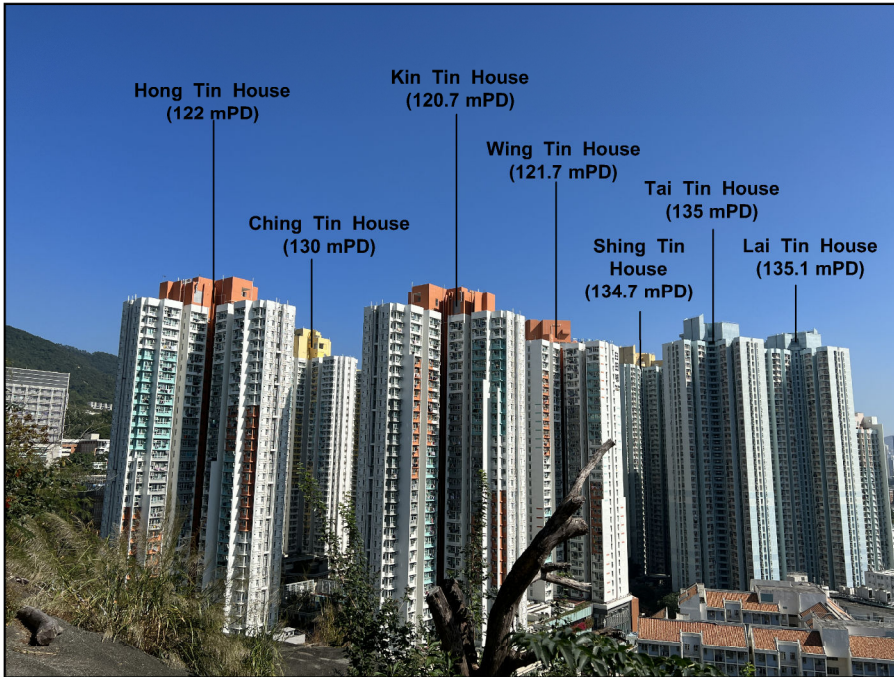 Hong Tin House
(122 mPD)
Kin Tin House
(120.7 mPD)
Ching Tin House
(130 mPD)
Wing Tin House
(121.7 mPD)
Shing Tin
House
(134.7 mPD)
Tai Tin House
(135 mPD)
Lai Tin House
(135.1 mPD)